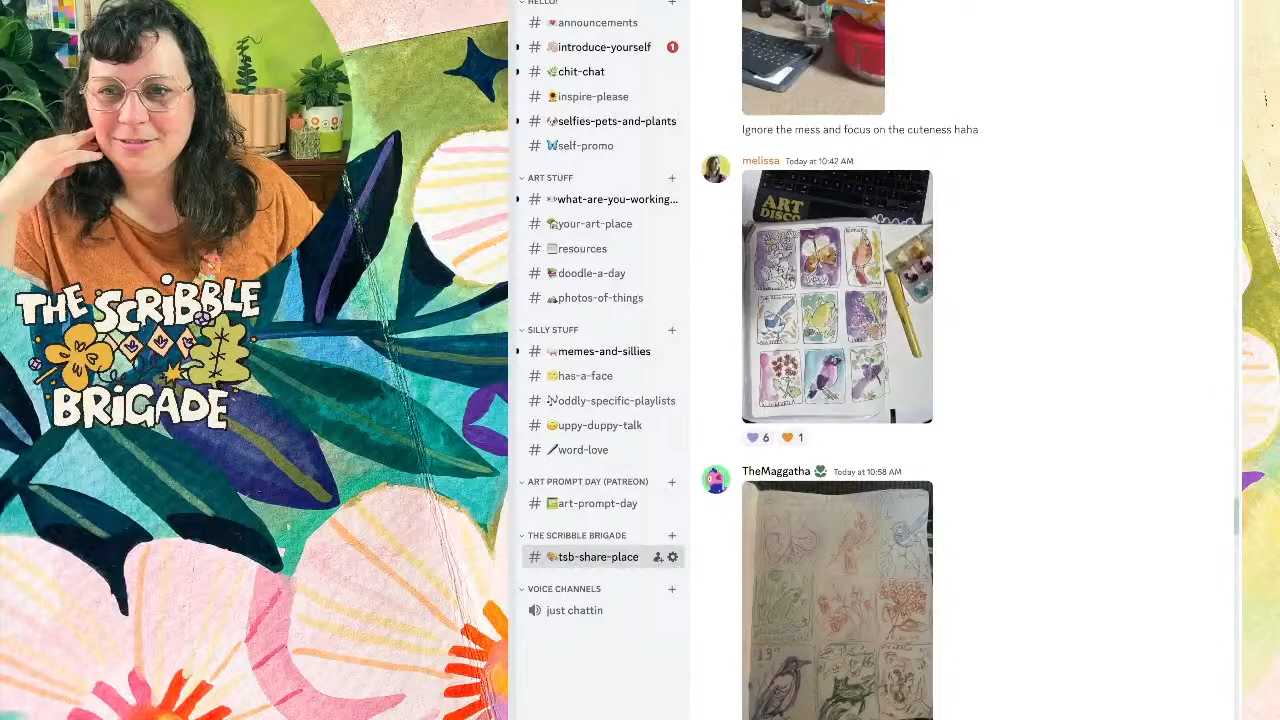 THE SCRIBBLE
BRIGADE
HELLO!
announcements
introduce-yourself 1
chit-chat
inspire-please
selfies-pets-and-plants
self-promo
ART STUFF
what-are-you-working...
your-art-place
resources
doodle-a-day
photos-of-things
SILLY STUFF
memes-and-sillies
has-a-face
oddly-specific-playlists
uppy-duppy-talk
word-love
ART PROMPT DAY (PATREON)
art-prompt-day
THE SCRIBBLE BRIGADE
tsb-share-place
VOICE CHANNELS
just chattin
Ignore the mess and focus on the cuteness haha
melissa Today at 10:42 AM
ART
DISCO
6 1
TheMaggatha Today at 10:58 AM